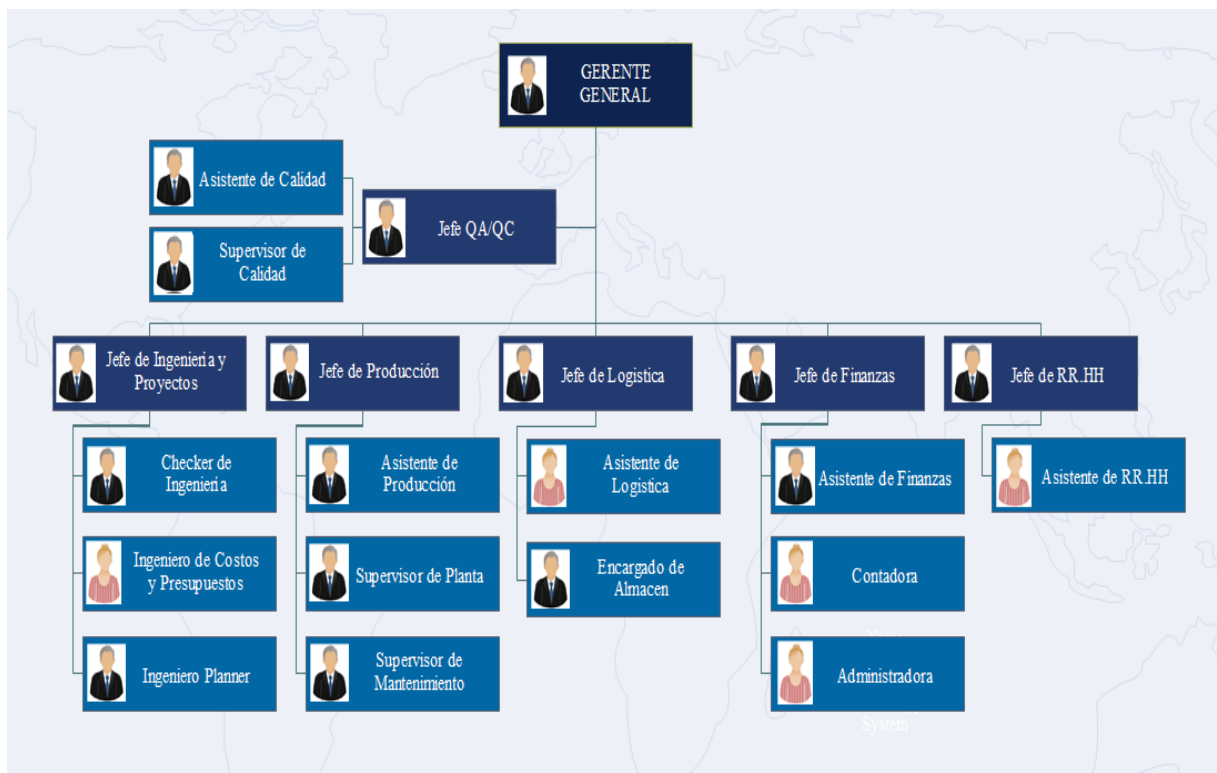 GERENTE
GENERAL
Asistente de Calidad
Jefe QA/QC
Supervisor de
Calidad
Jefe de Ingenieria y
Proyectos
Jefe de Producción
Jefe de Logistica
Jefe de Finanzas
Jefe de RR.HH
Checker de
Ingenieria
Asistente de
Producción
Asistente de
Logistica
Asistente de Finanzas
Asistente de RR.HH
Ingeniero de Costos
y Presupuestos
Supervisor de Planta
Encargado de
Almacen
Contadora
Ingeniero Planner
Supervisor de
Mantenimiento
Administradora
System